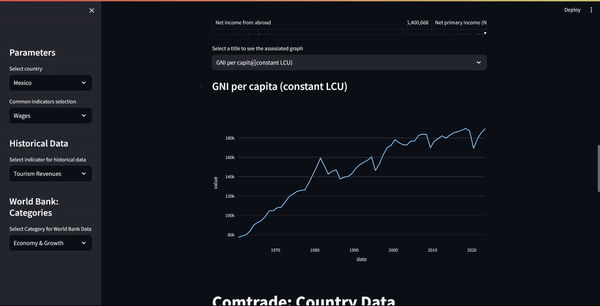 Deploy
Parameters
Select country
Mexico
Common indicators selection
Wages
Historical Data
Select indicator for historical data
Tourism Revenues
World Bank:
Categories
Select Category for World Bank Data
Economy & Growth
Net income from abroad 5,400,668 Net primary income (N
Select a title to see the assosiated graph
GNI per capita (constant LCU)
GNI per capita (constant LCU)
value
180k
160k
140k
120k
100k
80k
1970 1980 1990 2000 2010 2020
date
Comtrade: Country Data